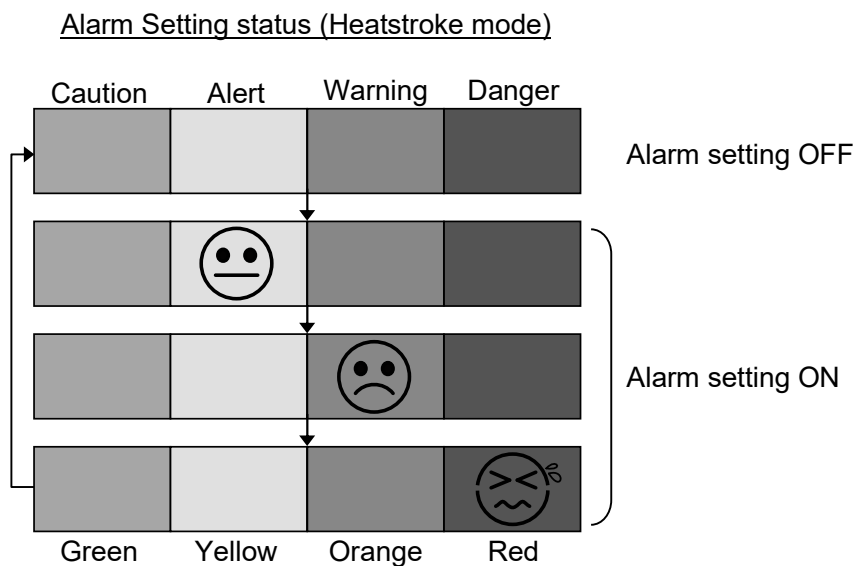 Alarm Setting status (Heatstroke mode)
Caution Alert Warning Danger
Alarm setting OFF
Alarm setting ON
Green Yellow Orange Red